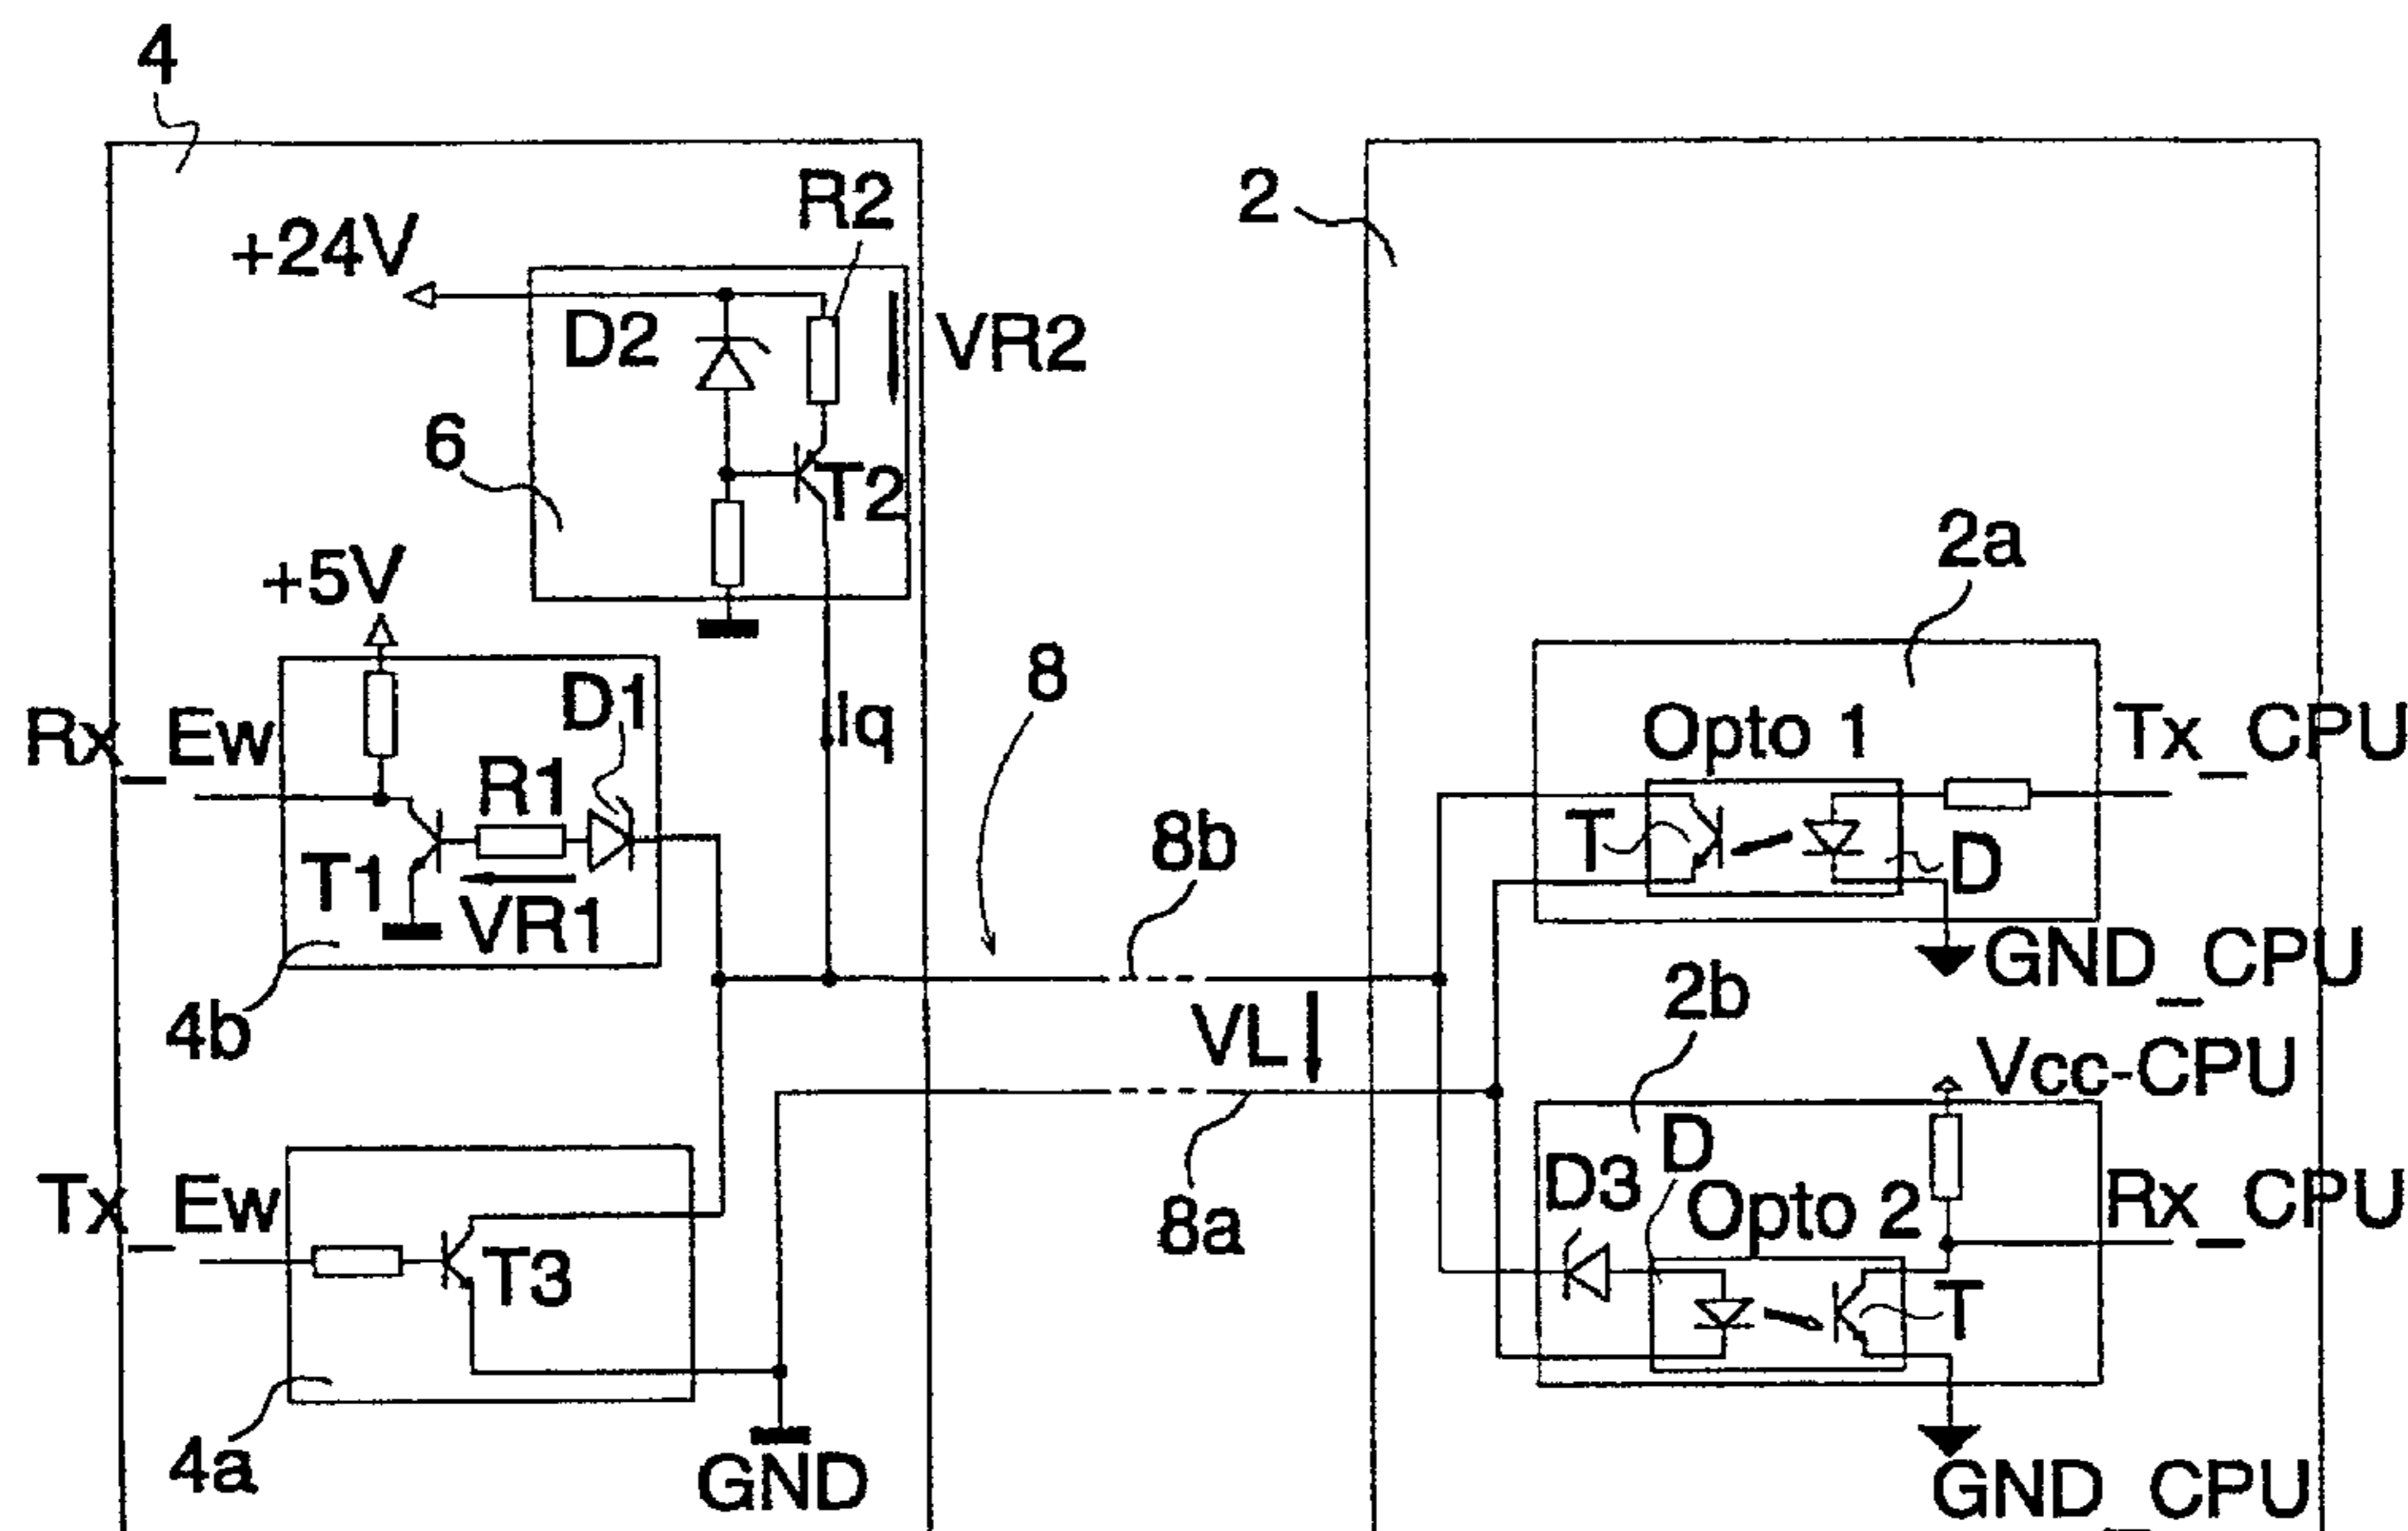 4
R2
2
+24V
D2
VR2
6
T2
2a
+5V
8
D1
Iq
Rx_Ew
Opto 1
Tx_CPU
R1
8b
T
D
T1
VR1
GND_CPU
2b
4b
VL
Vcc-CPU
D
D3
Opto 2
Rx_CPU
Tx_Ew
8a
T3
T
4a
GND
GND_CPU